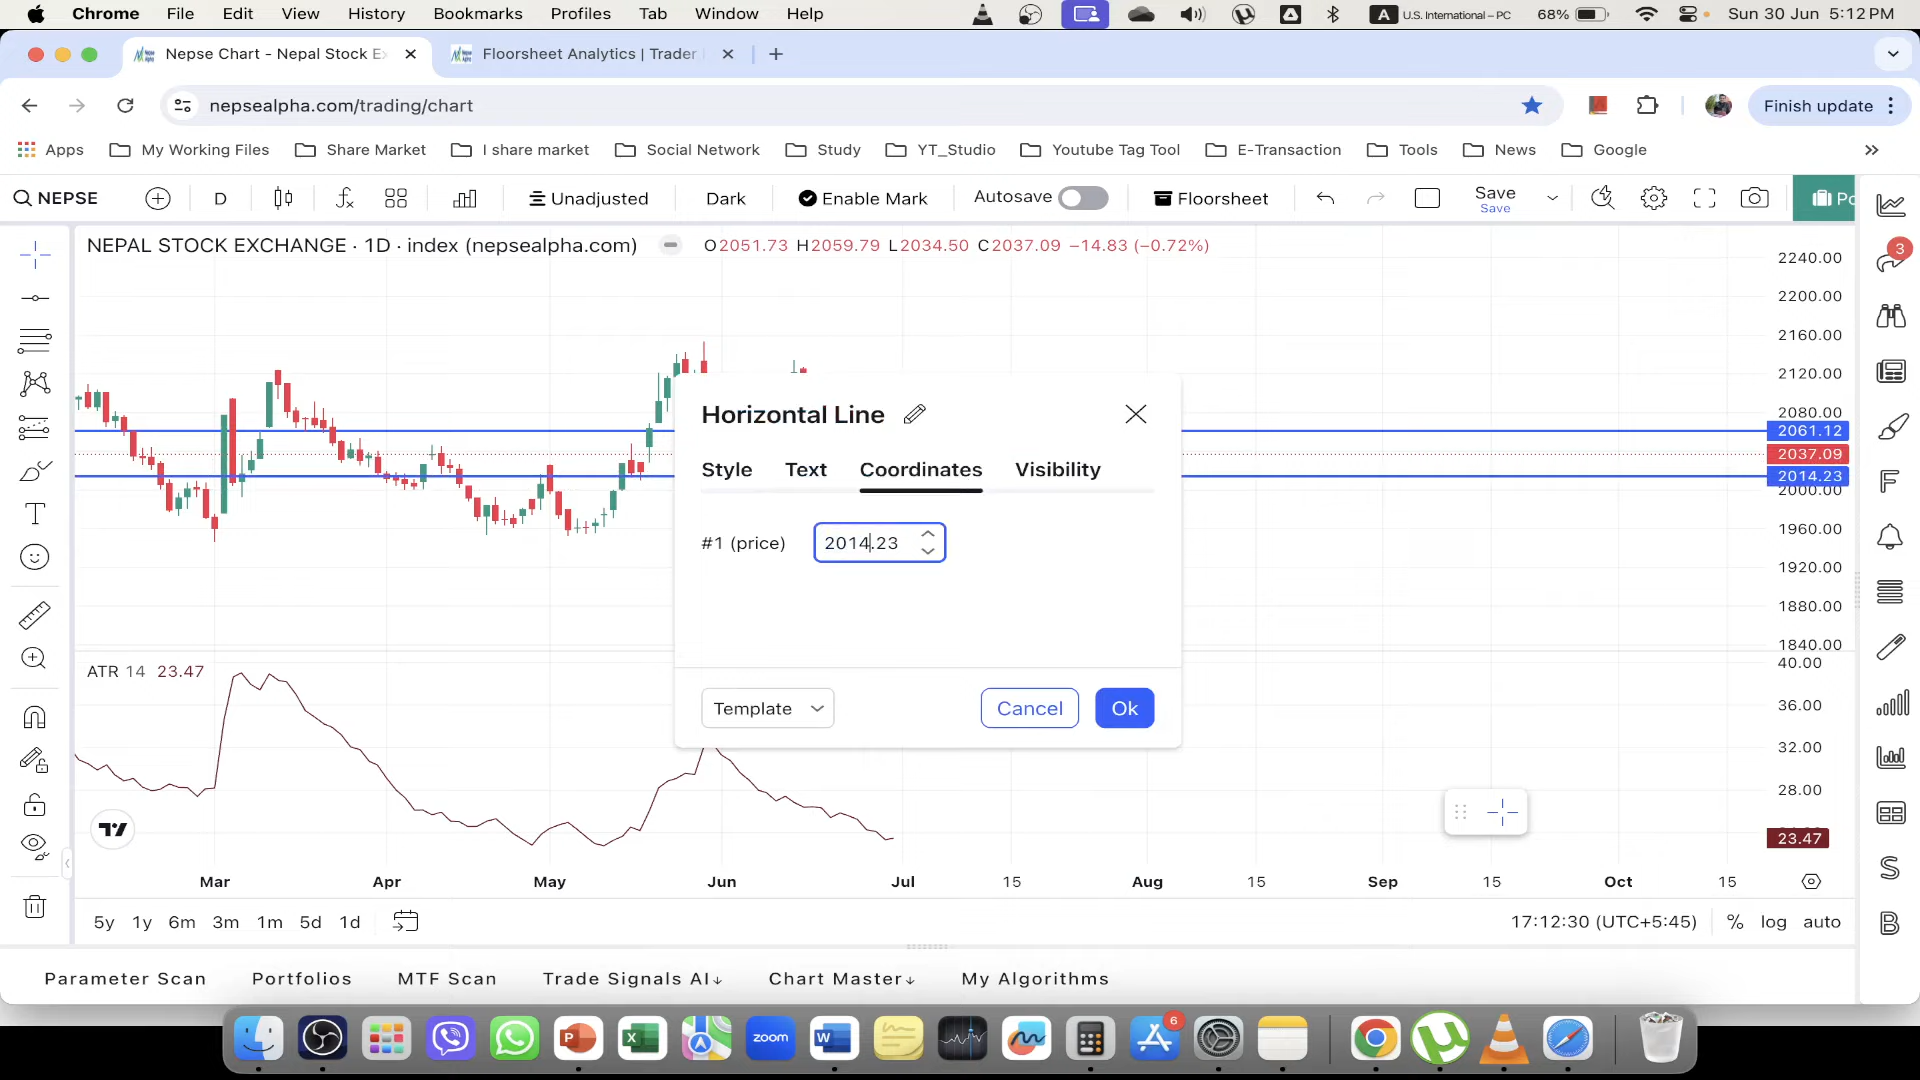 Chrome File Edit View History Bookmarks Profiles Tab Window Help A U.S. International – PC 68% Sun 30 Jun 5:12 PM
Nepse Chart - Nepal Stock Ex Floorsheet Analytics | Trader
nepsealpha.com/trading/chart Finish update
Apps My Working Files Share Market I share market Social Network Study YT_Studio Youtube Tag Tool E-Transaction Tools News Google
NEPSE D Unadjusted Dark Enable Mark Autosave Floorsheet Save Po
Save
NEPAL STOCK EXCHANGE · 1D · index (nepsealpha.com) O2051.73 H2059.79 L2034.50 C2037.09 −14.83 (−0.72%)
3
2240.00
2200.00
2160.00
2120.00
2080.00
2061.12
2037.09
2014.23
2000.00
1960.00
1920.00
1880.00
1840.00
Horizontal Line
Style Text Coordinates Visibility
#1 (price) 2014.23
Template Cancel Ok
ATR 14 23.47
40.00
36.00
32.00
28.00
23.47
Mar Apr May Jun Jul 15 Aug 15 Sep 15 Oct 15
5y 1y 6m 3m 1m 5d 1d 17:12:30 (UTC+5:45) % log auto
Parameter Scan Portfolios MTF Scan Trade Signals AI↓ Chart Master↓ My Algorithms
zoom
6